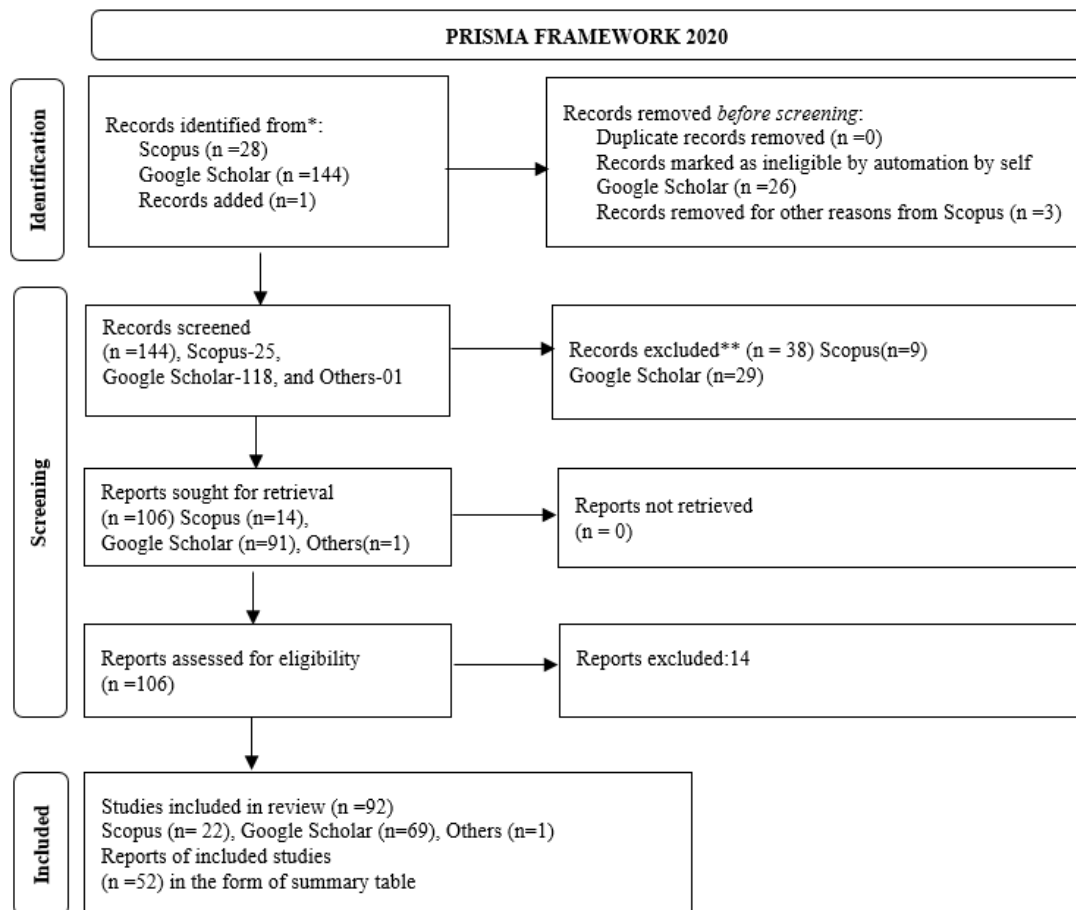 PRISMA FRAMEWORK 2020
Identification
Records identified from*:
Scopus (n =28)
Google Scholar (n =144)
Records added (n=1)
Records removed before screening:
Duplicate records removed (n =0)
Records marked as ineligible by automation by self
Google Scholar (n =26)
Records removed for other reasons from Scopus (n =3)
Screening
Records screened
(n =144), Scopus-25,
Google Scholar-118, and Others-01
Records excluded** (n = 38) Scopus(n=9)
Google Scholar (n=29)
Reports sought for retrieval
(n =106) Scopus (n=14),
Google Scholar (n=91), Others(n=1)
Reports not retrieved
(n = 0)
Reports assessed for eligibility
(n =106)
Reports excluded:14
Included
Studies included in review (n =92)
Scopus (n= 22), Google Scholar (n=69), Others (n=1)
Reports of included studies
(n =52) in the form of summary table